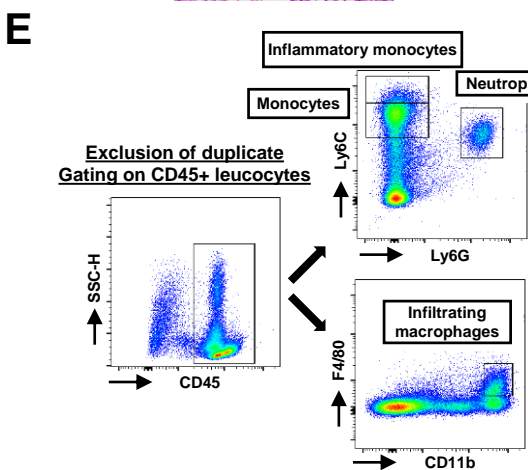 E
Inflammatory monocytes
Monocytes
Neutrop
Exclusion of duplicate
Gating on CD45+ leucocytes
Ly6C
Ly6G
SSC-H
CD45
Infiltrating
macrophages
F4/80
CD11b